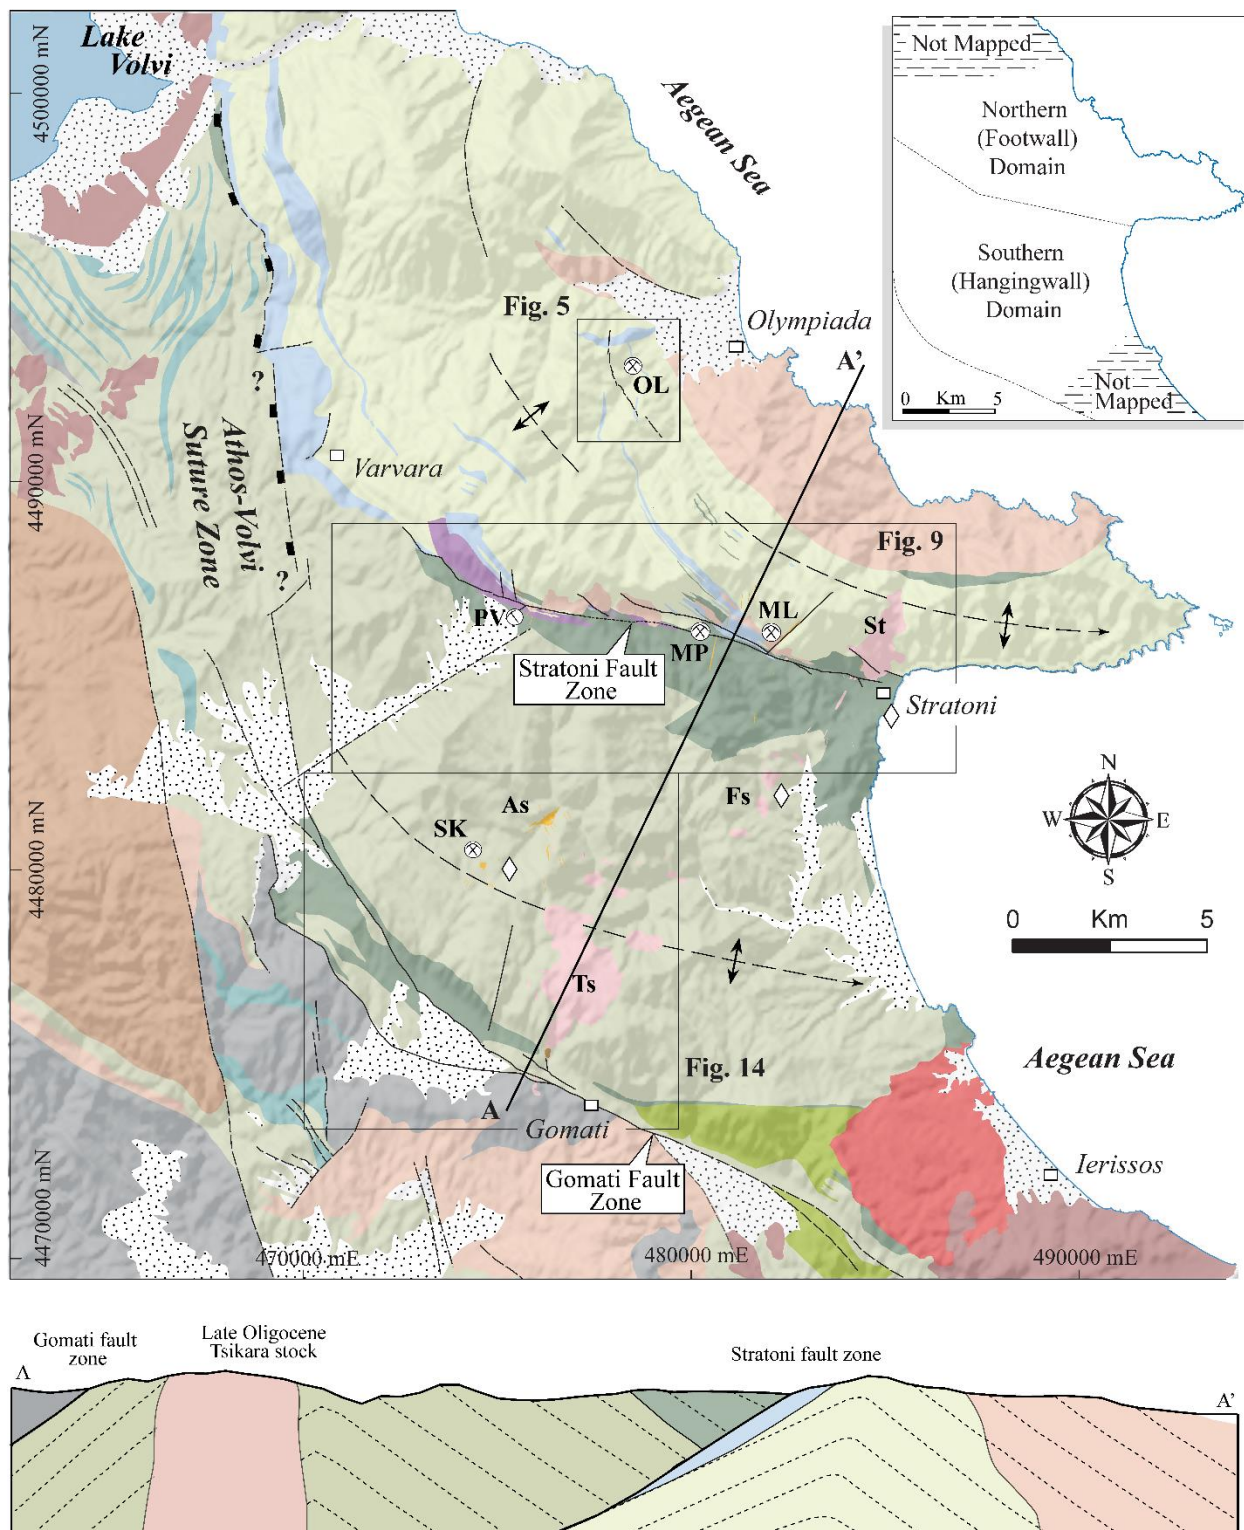 Lake
Volvi
4500000 mN
Aegean Sea
Not Mapped
Northern
(Footwall)
Domain
Southern
(Hangingwall)
Domain
Not
Mapped
0 Km 5
Fig. 5
Olympiada
A’
OL
?
Varvara
Athos-Volvi
Suture Zone
4490000 mN
Fig. 9
?
PV
ML
St
MP
Stratoni Fault
Zone
Stratoni
N
W E
S
As
Fs
SK
4480000 mN
0 Km 5
Ts
Aegean Sea
Fig. 14
A
Gomati
Ierissos
Gomati Fault
Zone
4470000 mN
470000 mE
480000 mE
490000 mE
Gomati fault
zone
Late Oligocene
Tsikara stock
Stratoni fault zone
A
A’